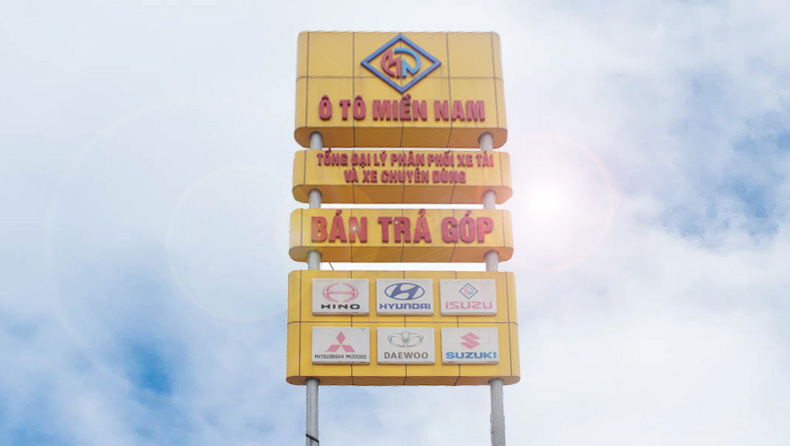 Ô TÔ MIỀN NAM
TỔNG ĐẠI LÝ PHÂN PHỐI XE TẢI
VÀ XE CHUYÊN DÙNG
BÁN TRẢ GÓP
HINO HYUNDAI ISUZU
MITSUBISHI MOTORS DAEWOO SUZUKI